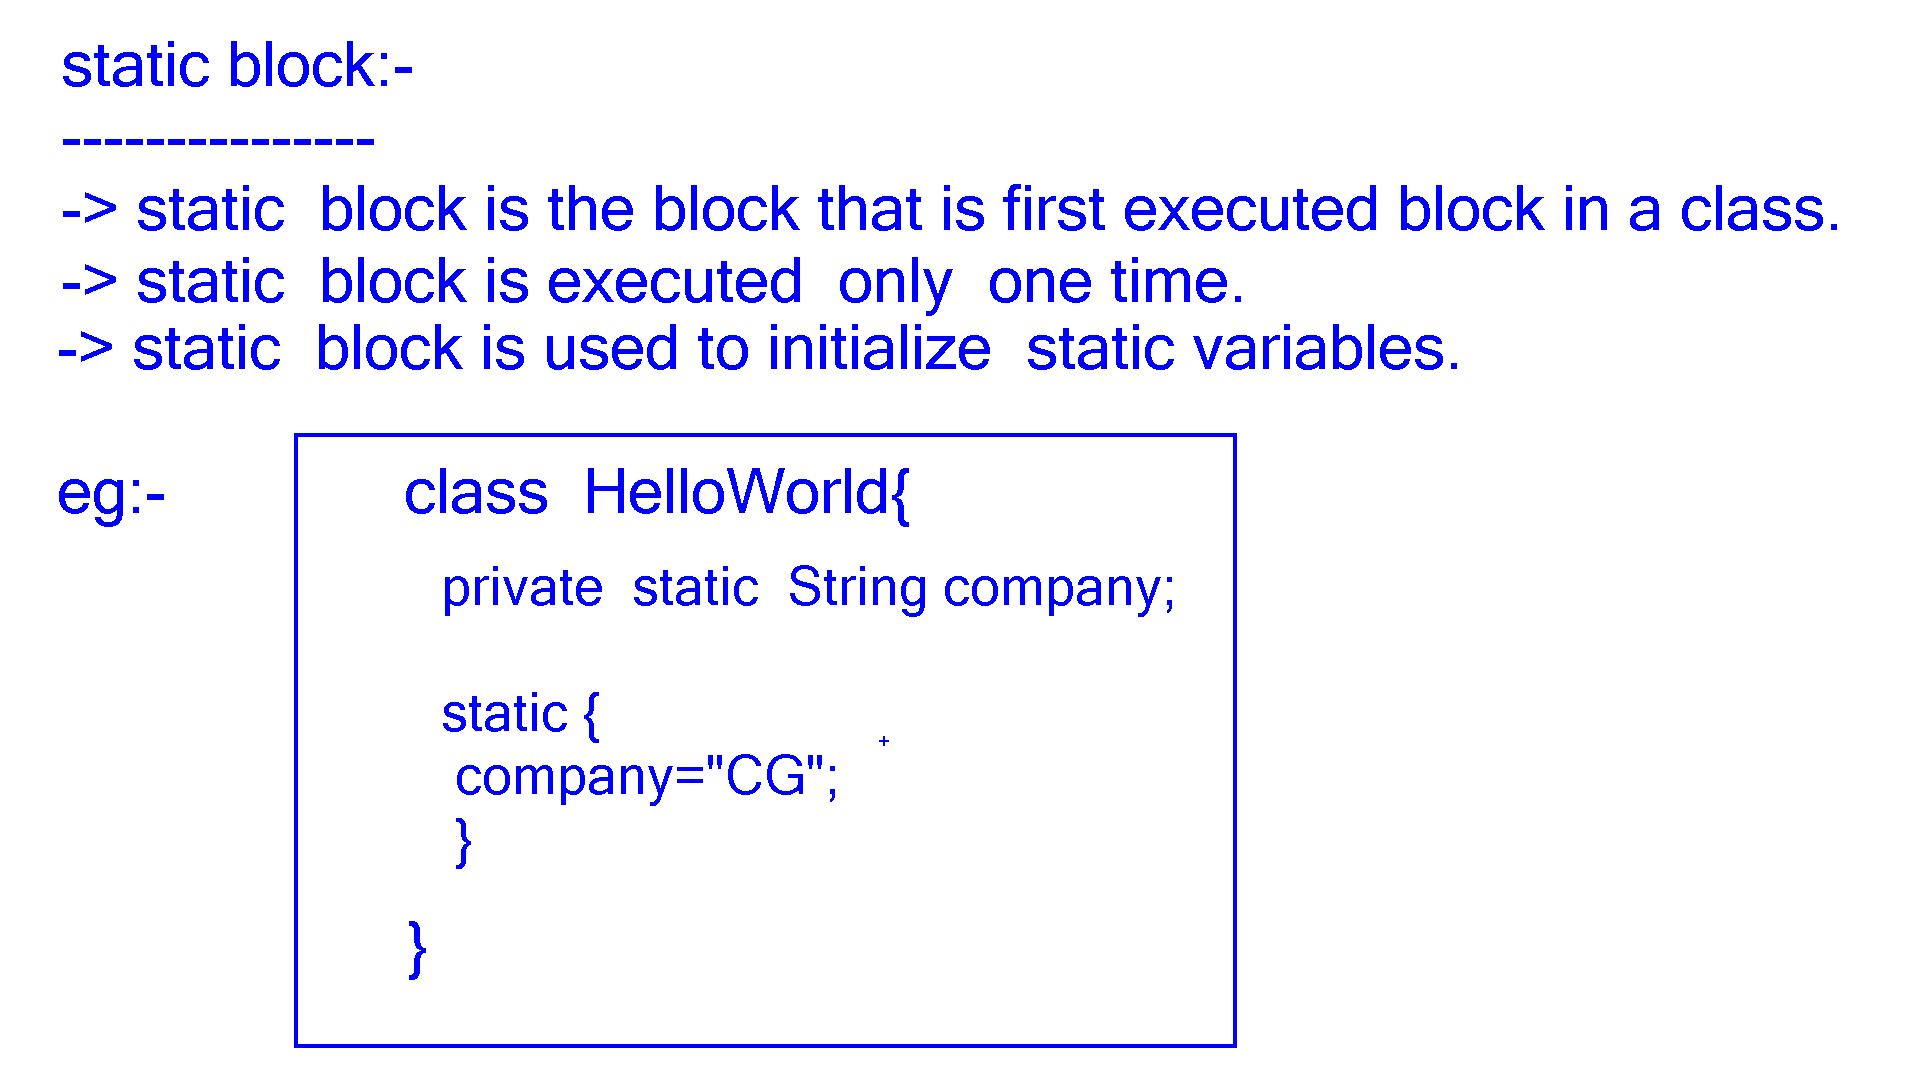 static block:-
---------------
-> static  block is the block that is first executed block in a class.
-> static  block is executed  only  one time.
-> static  block is used to initialize  static variables.
eg:-
class  HelloWorld{
private  static  String company;
static {
company="CG";
}
}